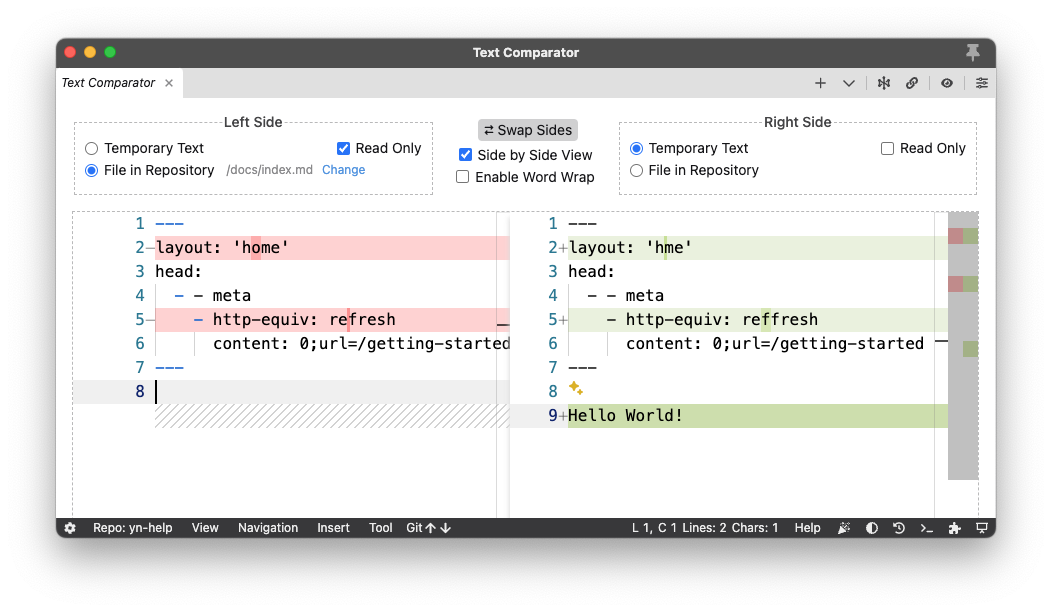 Text Comparator
Text Comparator
Left Side
Temporary Text
Read Only
File in Repository /docs/index.md Change
Swap Sides
Side by Side View
Enable Word Wrap
Right Side
Temporary Text
Read Only
File in Repository
1 ---
2 layout: 'home'
3 head:
4 - - meta
5 - http-equiv: refresh
6 content: 0;url=/getting-started
7 ---
8
1 ---
2+ layout: 'hme'
3 head:
4 - - meta
5+ - http-equiv: reffresh
6 content: 0;url=/getting-started
7 ---
8
9+ Hello World!
Repo: yn-help View Navigation Insert Tool Git L 1, C 1 Lines: 2 Chars: 1 Help